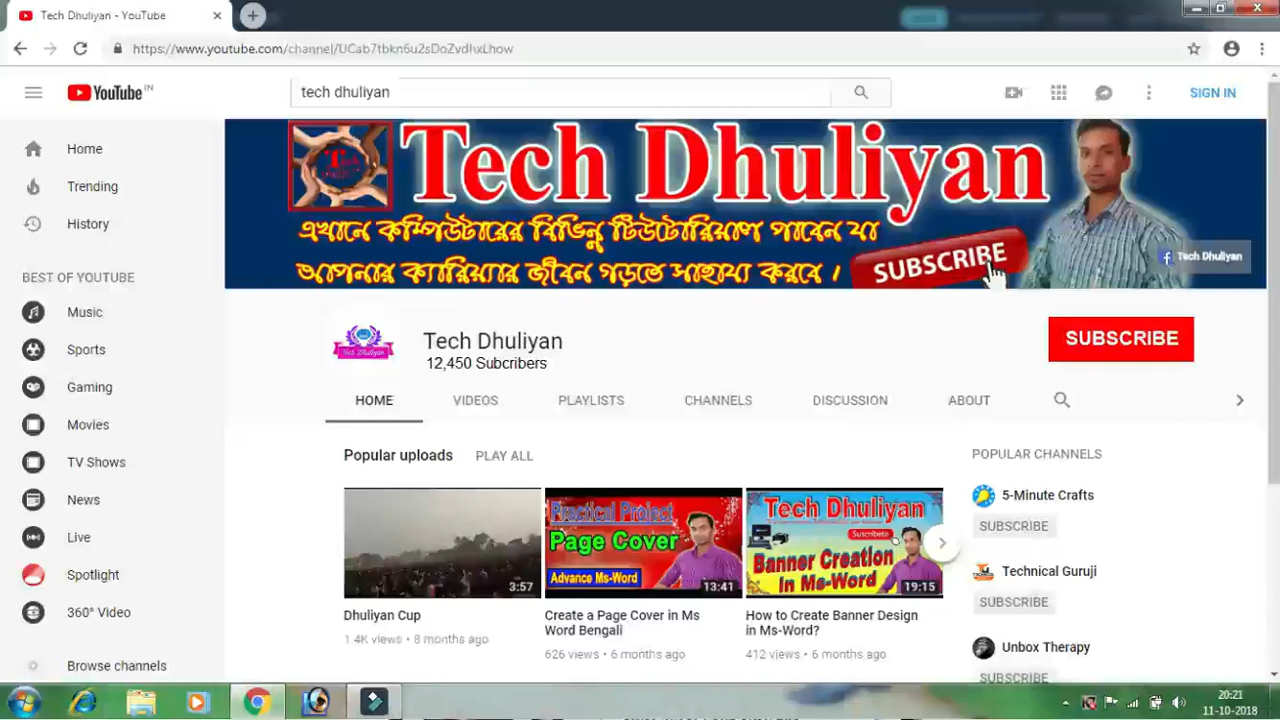 Tech Dhuliyan - YouTube
https://www.youtube.com/channel/UCab7tbkn6u2sDoZvdhxLhow
YouTube IN
tech dhuliyan
SIGN IN
Home
Trending
History
BEST OF YOUTUBE
Music
Sports
Gaming
Movies
TV Shows
News
Live
Spotlight
360° Video
Browse channels
Tech Dhuliyan
এখানে কম্পিউটারের বিভিন্ন টিউটোরিয়াল পাবেন যা
আপনার ক্যারিয়ার জীবন গড়তে সাহায্য করবে ।
SUBSCRIBE
Tech Dhuliyan
Tech Dhuliyan
Tech Dhuliyan
12,450 Subcribers
SUBSCRIBE
HOME VIDEOS PLAYLISTS CHANNELS DISCUSSION ABOUT
Popular uploads PLAY ALL
3:57
Dhuliyan Cup
1.4K views • 8 months ago
Practical Project
Page Cover
Advance Ms-Word
13:41
Create a Page Cover in Ms
Word Bengali
626 views • 6 months ago
Tech Dhuliyan
Suscribete
Banner Creation
In Ms-Word
19:15
How to Create Banner Design
in Ms-Word?
412 views • 6 months ago
POPULAR CHANNELS
5-Minute Crafts
SUBSCRIBE
Technical Guruji
SUBSCRIBE
Unbox Therapy
SUBSCRIBE
20:21
11-10-2018